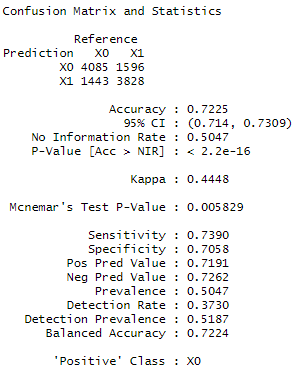 Confusion Matrix and Statistics
Reference
Prediction X0 X1
X0 4085 1596
X1 1443 3828
Accuracy : 0.7225
95% CI : (0.714, 0.7309)
No Information Rate : 0.5047
P-Value [Acc > NIR] : < 2.2e-16
Kappa : 0.4448
Mcnemar's Test P-Value : 0.005829
Sensitivity : 0.7390
Specificity : 0.7058
Pos Pred Value : 0.7191
Neg Pred Value : 0.7262
Prevalence : 0.5047
Detection Rate : 0.3730
Detection Prevalence : 0.5187
Balanced Accuracy : 0.7224
'Positive' Class : X0